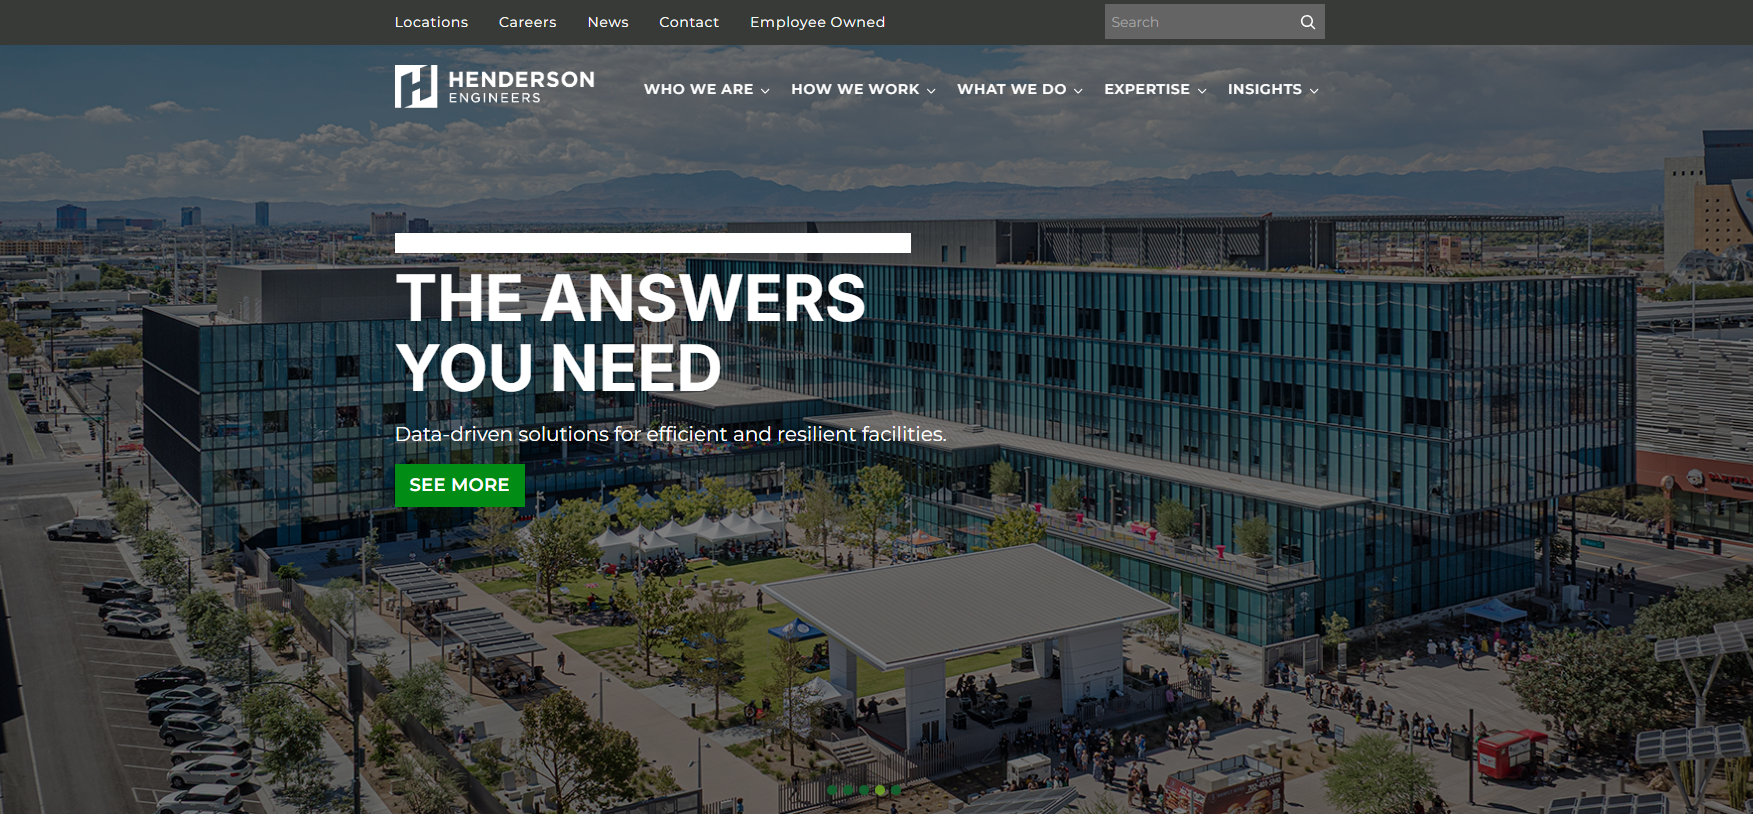 Locations Careers News Contact Employee Owned Search
HENDERSON
ENGINEERS
WHO WE ARE HOW WE WORK WHAT WE DO EXPERTISE INSIGHTS
THE ANSWERS
YOU NEED
Data-driven solutions for efficient and resilient facilities.
SEE MORE